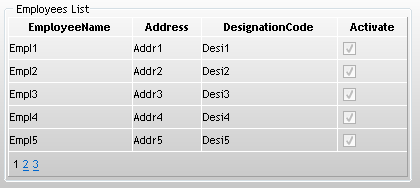 Employees List
EmployeeName Address DesignationCode Activate
Empl1 Addr1 Desi1
Empl2 Addr2 Desi2
Empl3 Addr3 Desi3
Empl4 Addr4 Desi4
Empl5 Addr5 Desi5
1 2 3